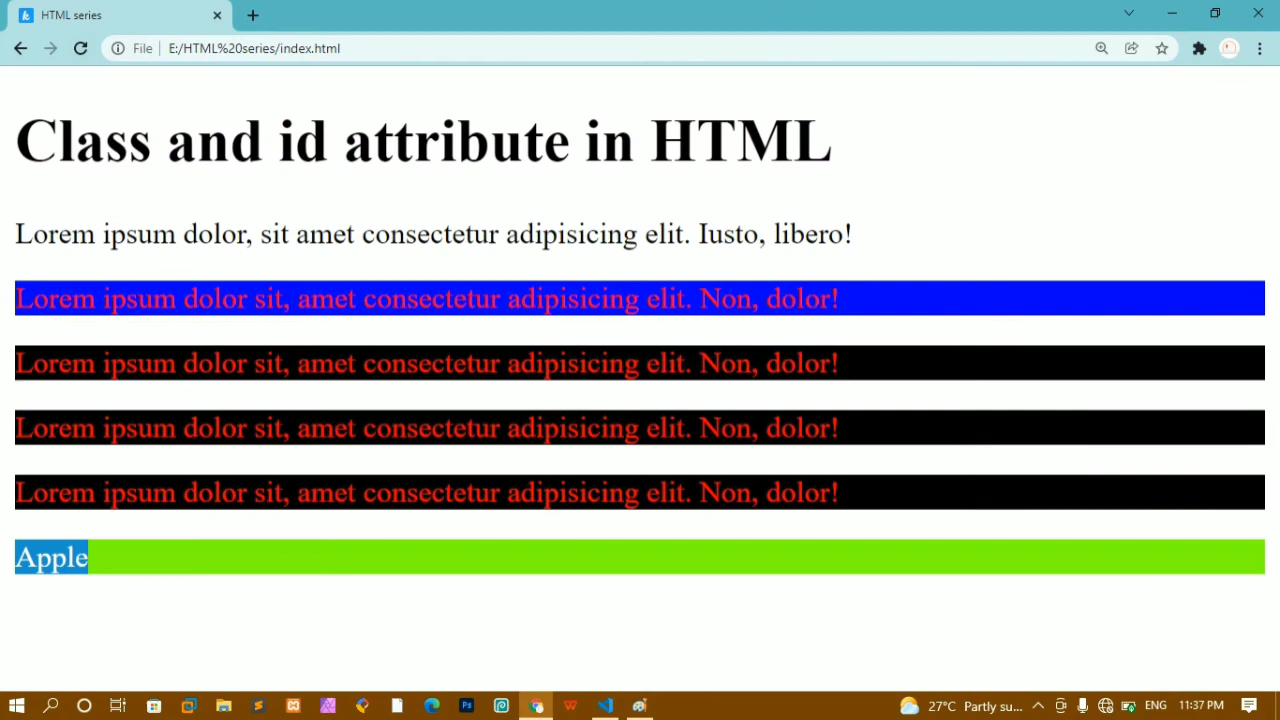 HTML series
File E:/HTML%20series/index.html
Class and id attribute in HTML
Lorem ipsum dolor, sit amet consectetur adipisicing elit. Iusto, libero!
Lorem ipsum dolor sit, amet consectetur adipisicing elit. Non, dolor!
Lorem ipsum dolor sit, amet consectetur adipisicing elit. Non, dolor!
Lorem ipsum dolor sit, amet consectetur adipisicing elit. Non, dolor!
Lorem ipsum dolor sit, amet consectetur adipisicing elit. Non, dolor!
Apple
27°C Partly su... ENG 11:37 PM